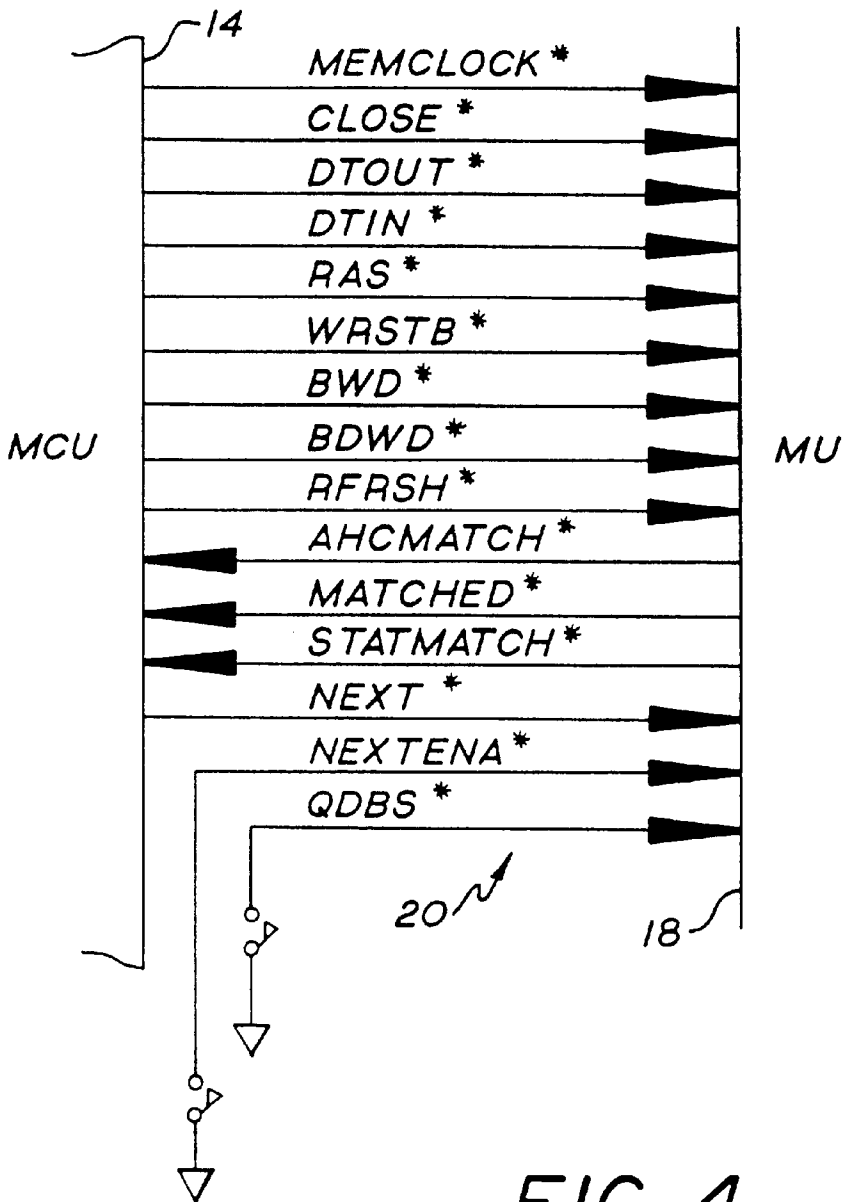 14
MEMCLOCK*
CLOSE*
DTOUT*
DTIN*
RAS*
WRSTB*
BWD*
MCU
BDWD*
MU
RFRSH*
AHCMATCH*
MATCHED*
STATMATCH*
NEXT*
NEXTENA*
QDBS*
20
18
FIG. 4